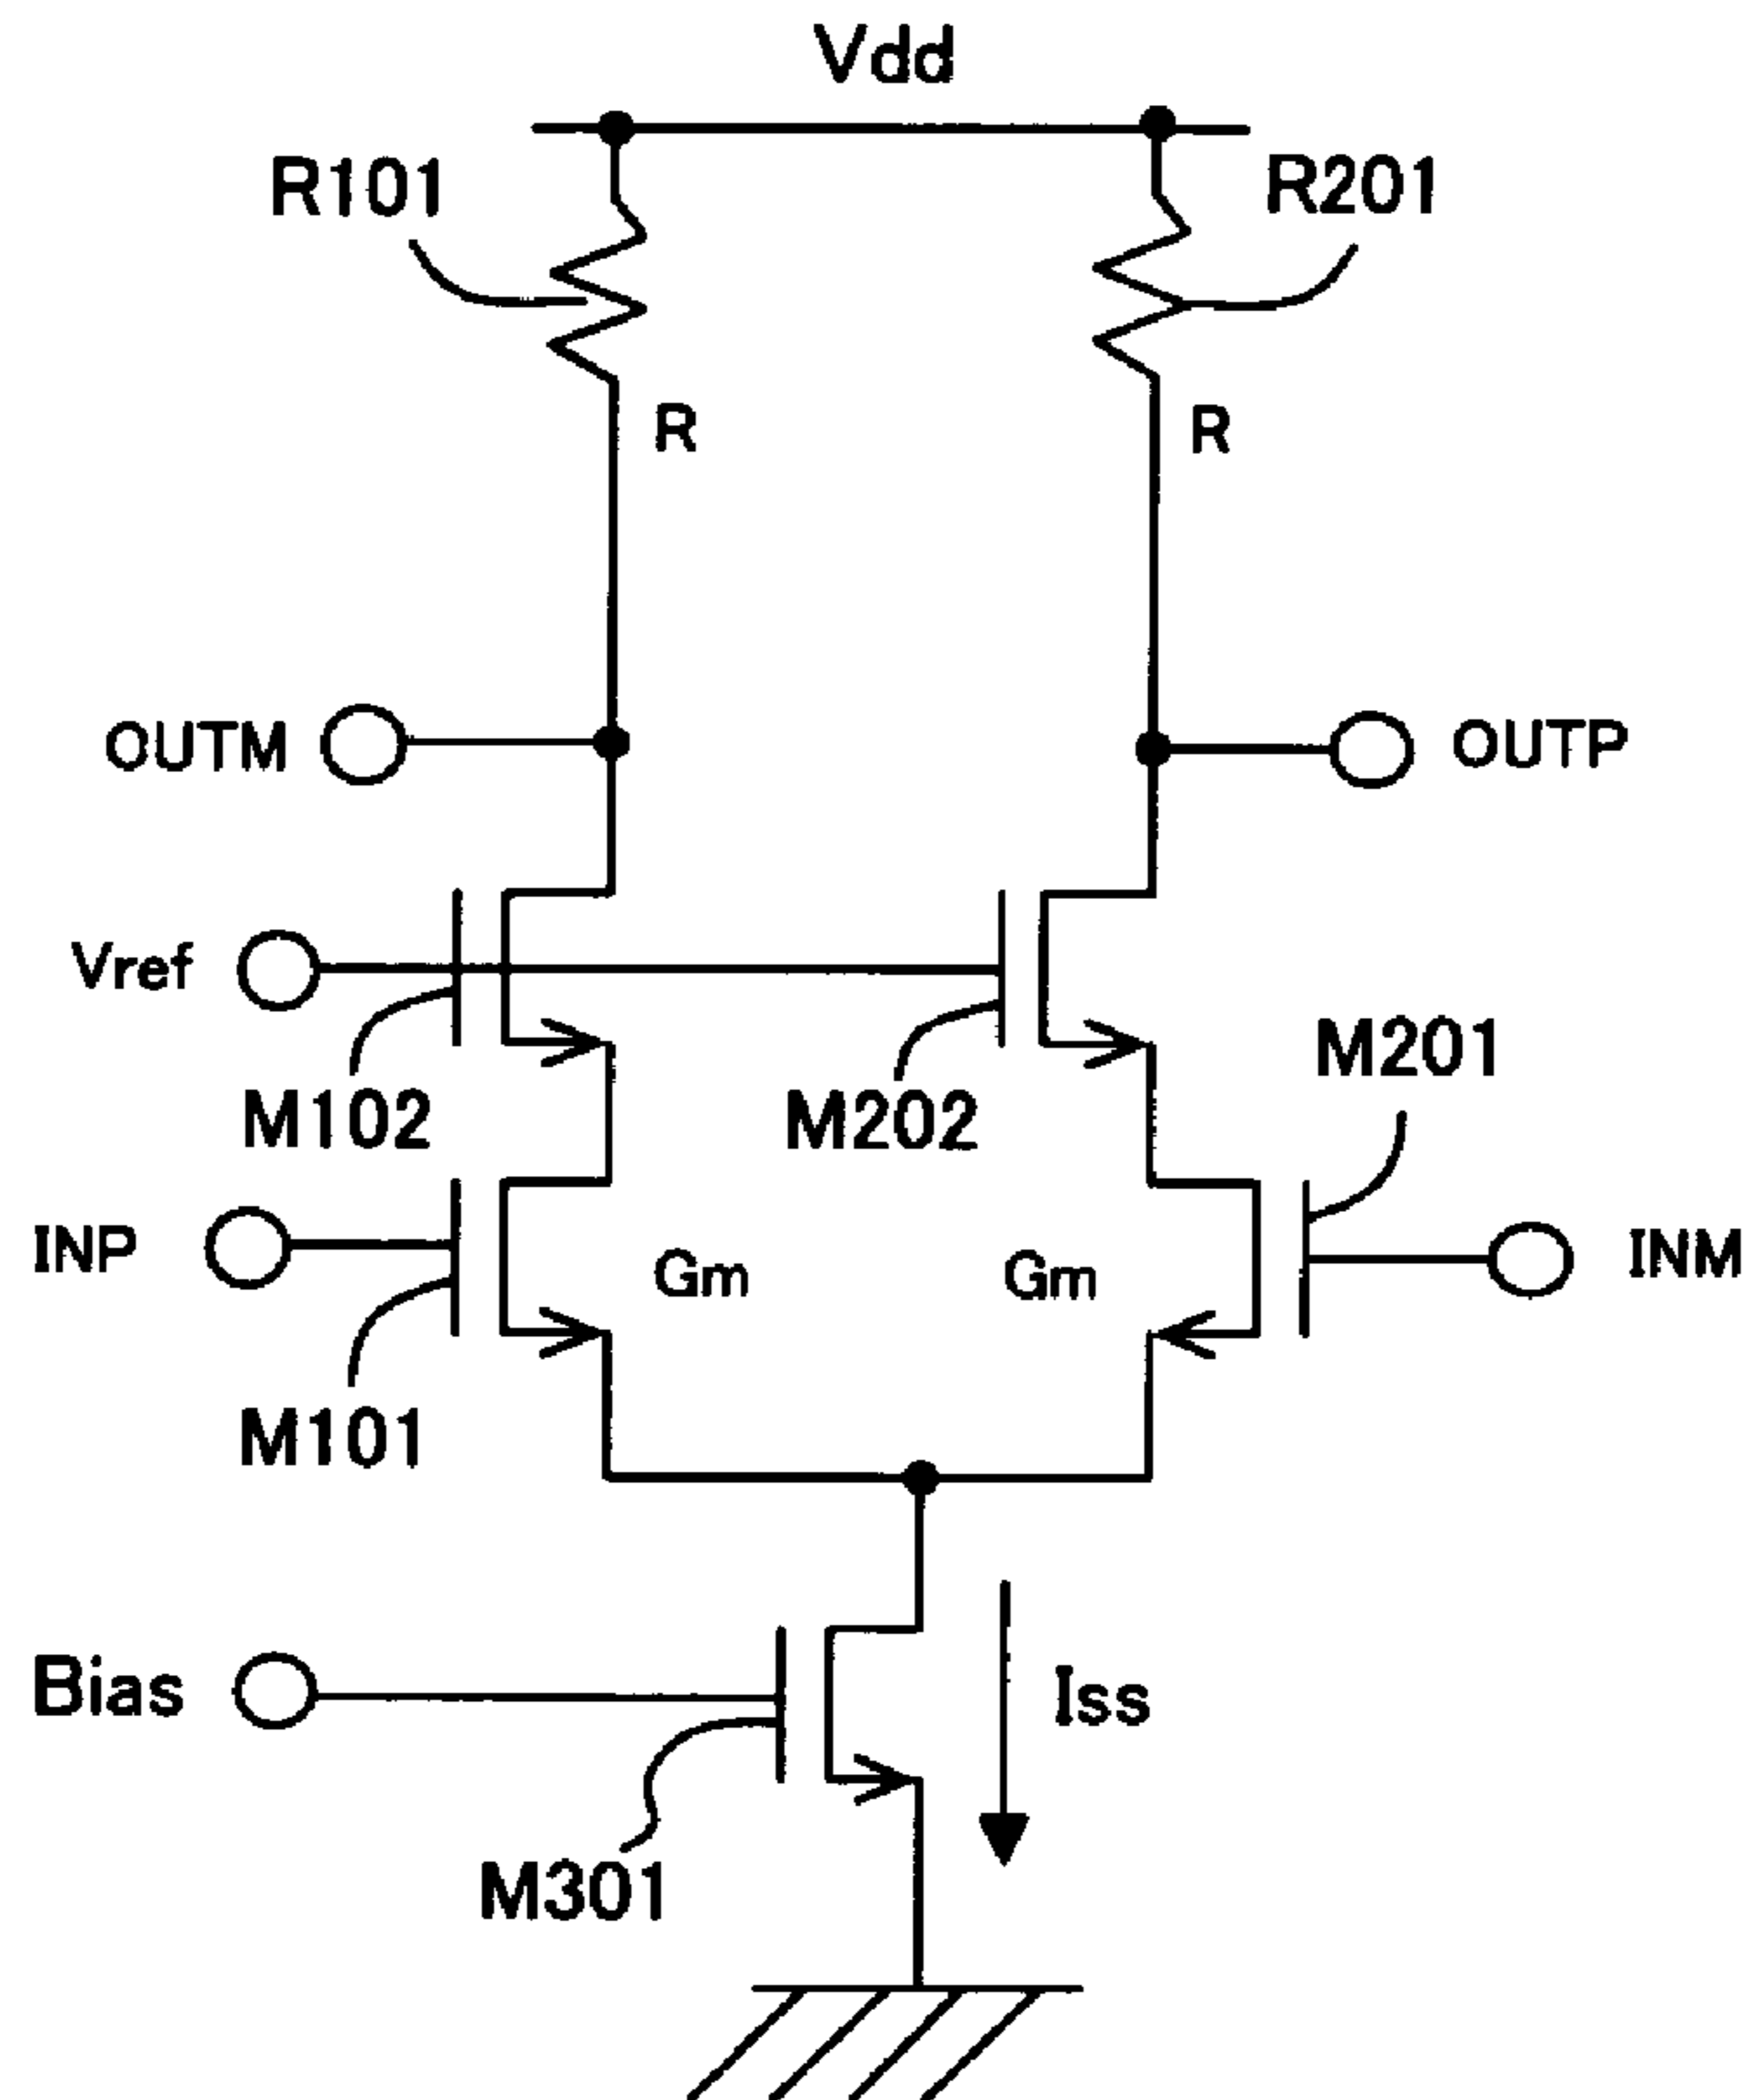 Vdd
R101
R201
R
R
OUTM
OUTP
Vref
M201
M102
M202
INP
Gm
Gm
INM
M101
Bias
Iss
M301